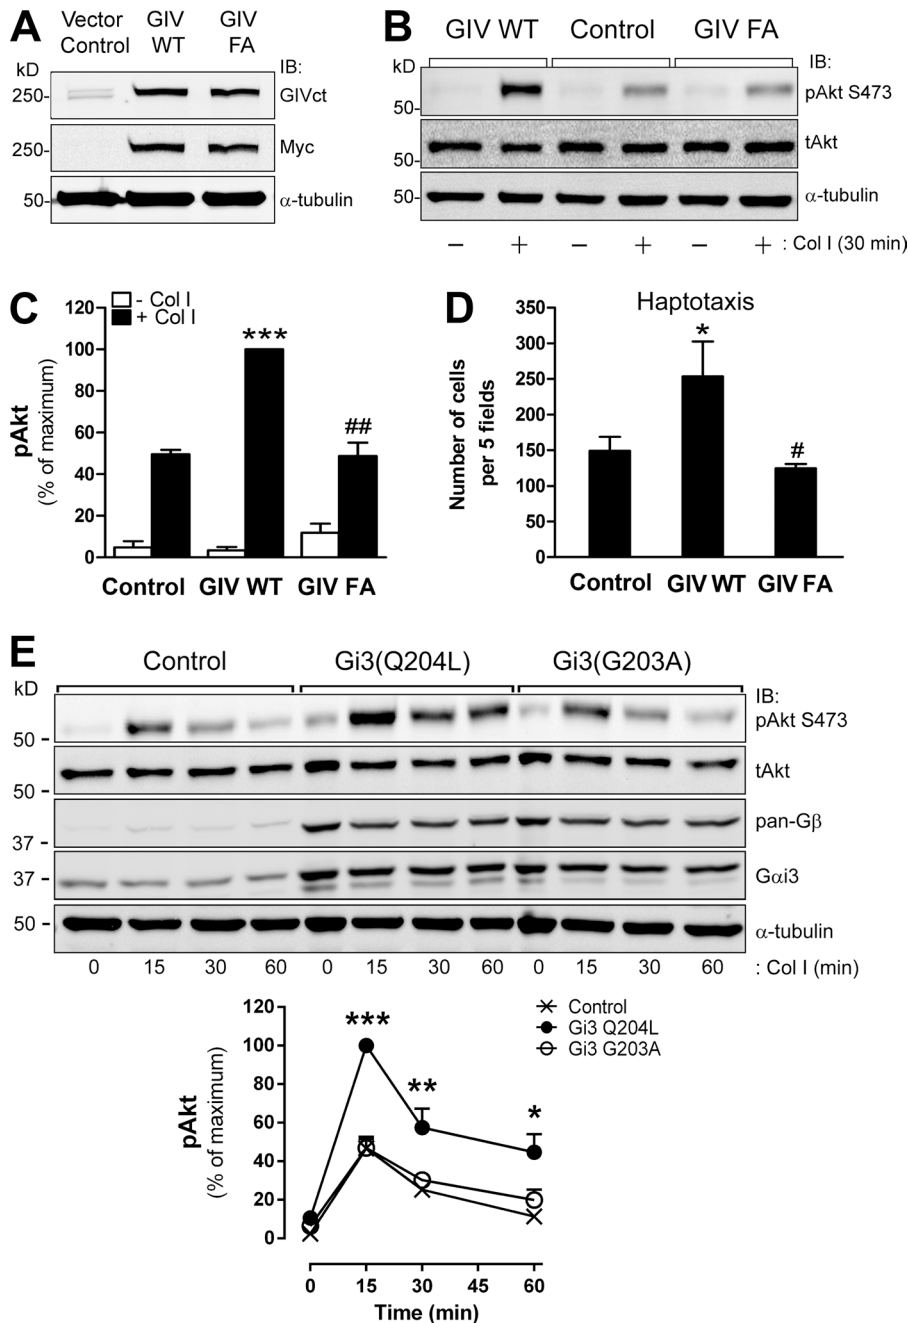 A
Vector Control
GIV WT
GIV FA
kD
IB:
250-
GIVct
250-
Myc
50-
α-tubulin
B
GIV WT
Control
GIV FA
kD
IB:
50-
pAkt S473
50-
tAkt
50-
α-tubulin
− + − + − + : Col I (30 min)
C
- Col I
+ Col I
pAkt
(% of maximum)
120
100
80
60
40
20
0
***
##
Control
GIV WT
GIV FA
D
Haptotaxis
Number of cells
per 5 fields
350
300
250
200
150
100
50
0
*
#
Control
GIV WT
GIV FA
E
Control
Gi3(Q204L)
Gi3(G203A)
kD
IB:
50 -
pAkt S473
50 -
tAkt
37 -
pan-Gβ
37 -
Gαi3
50 -
α-tubulin
0 15 30 60 0 15 30 60 0 15 30 60 : Col I (min)
pAkt
(% of maximum)
120
100
80
60
40
20
0
***
**
*
Control
Gi3 Q204L
Gi3 G203A
0 15 30 45 60
Time (min)